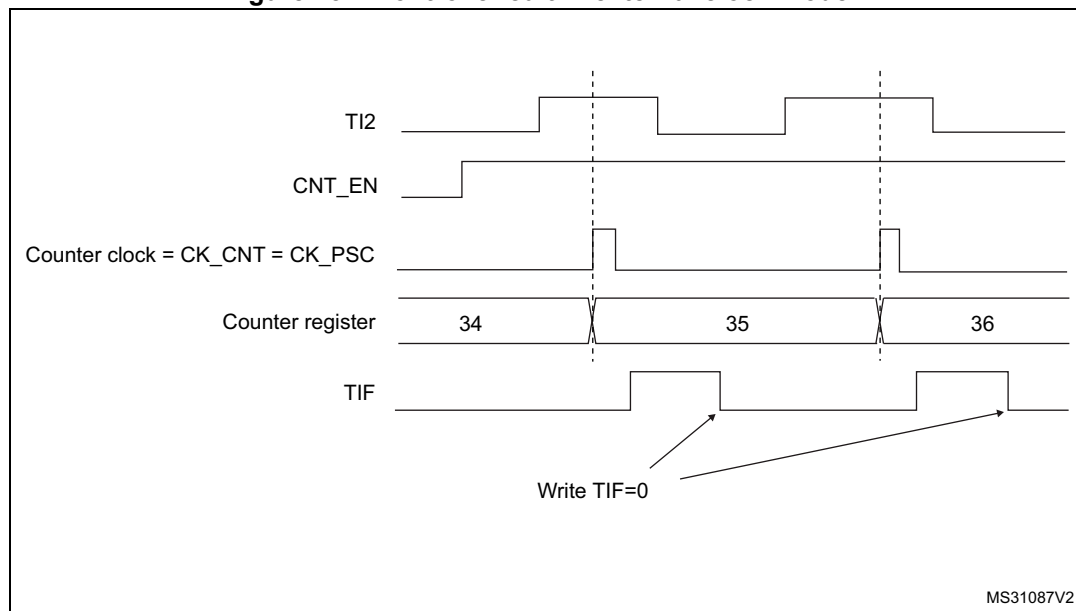 TI2
CNT_EN
Counter clock = CK_CNT = CK_PSC
Counter register
34
35
36
TIF
Write TIF=0
MS31087V2